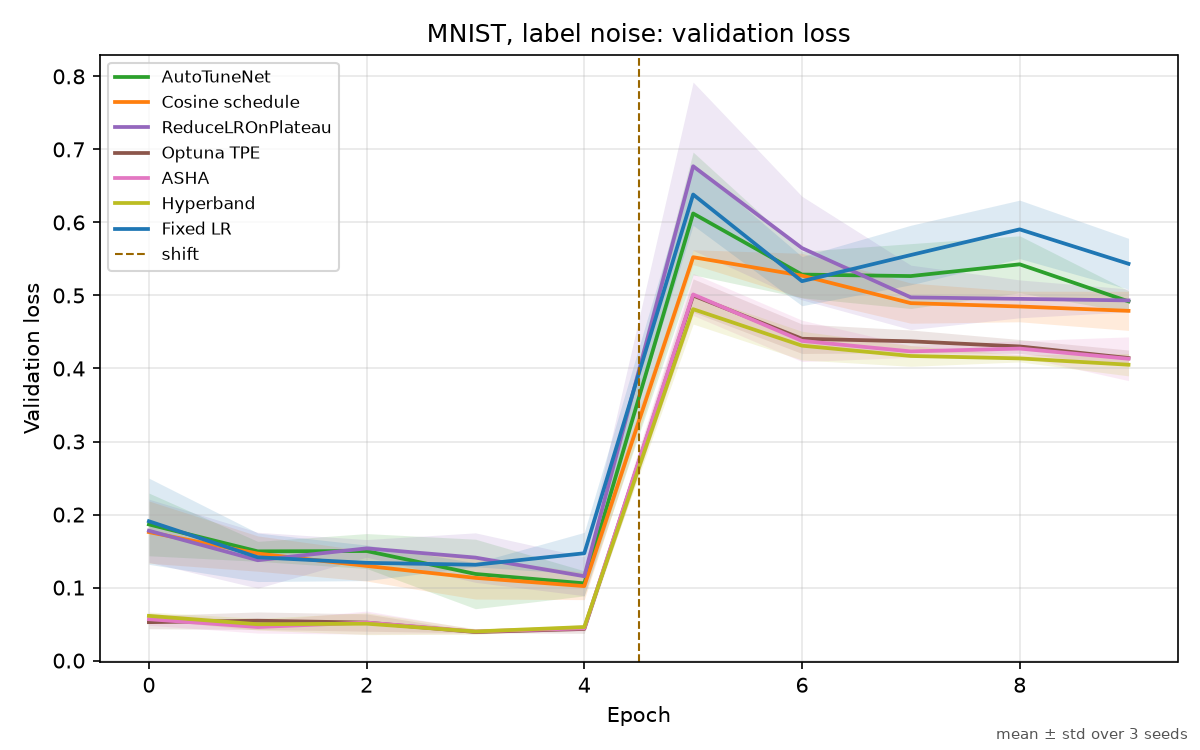 MNIST, label noise: validation loss
AutoTuneNet
Cosine schedule
ReduceLROnPlateau
Optuna TPE
ASHA
Hyperband
Fixed LR
shift
Validation loss
0.8
0.7
0.6
0.5
0.4
0.3
0.2
0.1
0.0
0 2 4 6 8
Epoch
mean ± std over 3 seeds